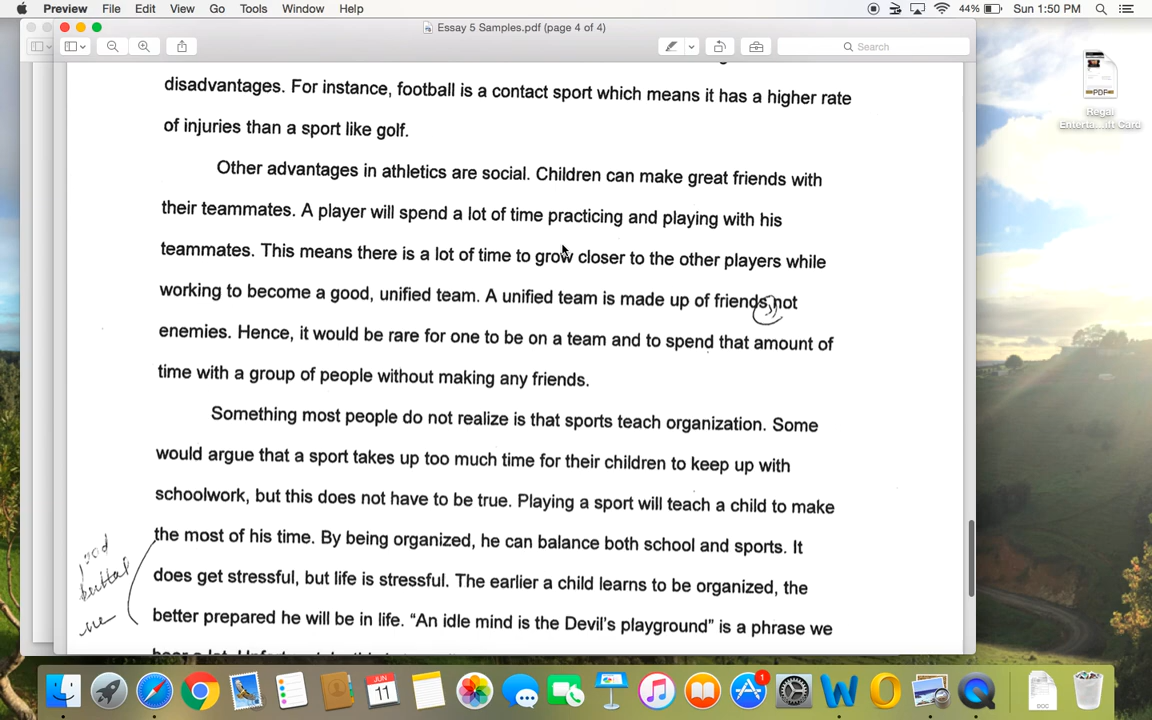 Preview File Edit View Go Tools Window Help 44% Sun 1:50 PM
Essay 5 Samples.pdf (page 4 of 4)
Search
disadvantages. For instance, football is a contact sport which means it has a higher rate
of injuries than a sport like golf.
Other advantages in athletics are social. Children can make great friends with
their teammates. A player will spend a lot of time practicing and playing with his
teammates. This means there is a lot of time to grow closer to the other players while
working to become a good, unified team. A unified team is made up of friends, not
enemies. Hence, it would be rare for one to be on a team and to spend that amount of
time with a group of people without making any friends.
Something most people do not realize is that sports teach organization. Some
would argue that a sport takes up too much time for their children to keep up with
schoolwork, but this does not have to be true. Playing a sport will teach a child to make
the most of his time. By being organized, he can balance both school and sports. It
does get stressful, but life is stressful. The earlier a child learns to be organized, the
better prepared he will be in life. “An idle mind is the Devil's playground” is a phrase we
good
PDF
Regal
Enterta...ift Card
JUN
11
1
DOC